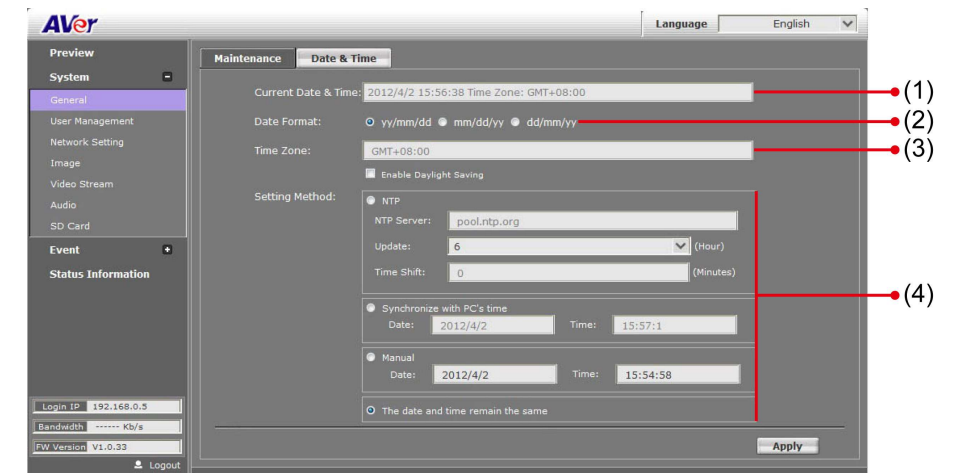 AVer
Language English
Preview
System
General
User Management
Network Setting
Image
Video Stream
Audio
SD Card
Event
Status Information
Login IP 192.168.0.5
Bandwidth ------ Kb/s
FW Version V1.0.33
Logout
Maintenance Date & Time
Current Date & Time: 2012/4/2 15:56:38 Time Zone: GMT+08:00 (1)
Date Format: yy/mm/dd mm/dd/yy dd/mm/yy (2)
Time Zone: GMT+08:00 (3)
Enable Daylight Saving
Setting Method: (4)
NTP
NTP Server: pool.ntp.org
Update: 6 (Hour)
Time Shift: 0 (Minutes)
Synchronize with PC's time
Date: 2012/4/2 Time: 15:57:1
Manual
Date: 2012/4/2 Time: 15:54:58
The date and time remain the same
Apply